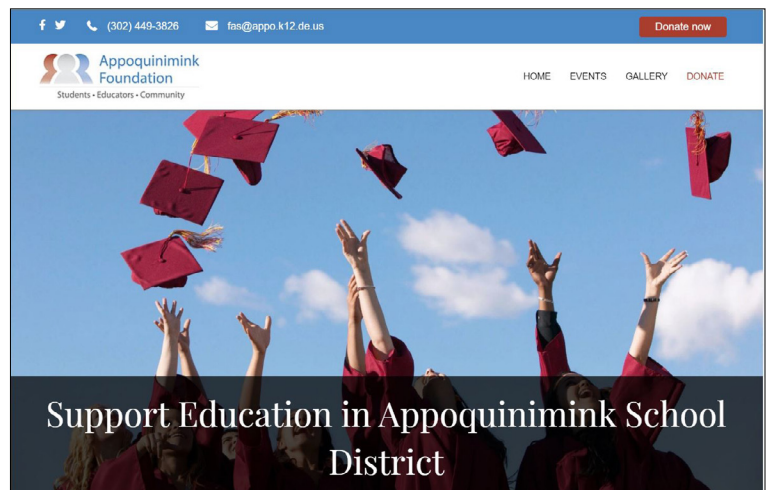 (302) 449-3826 fas@appo.k12.de.us Donate now
Appoquinimink
Foundation
Students • Educators • Community
HOME EVENTS GALLERY DONATE
Support Education in Appoquinimink School
District